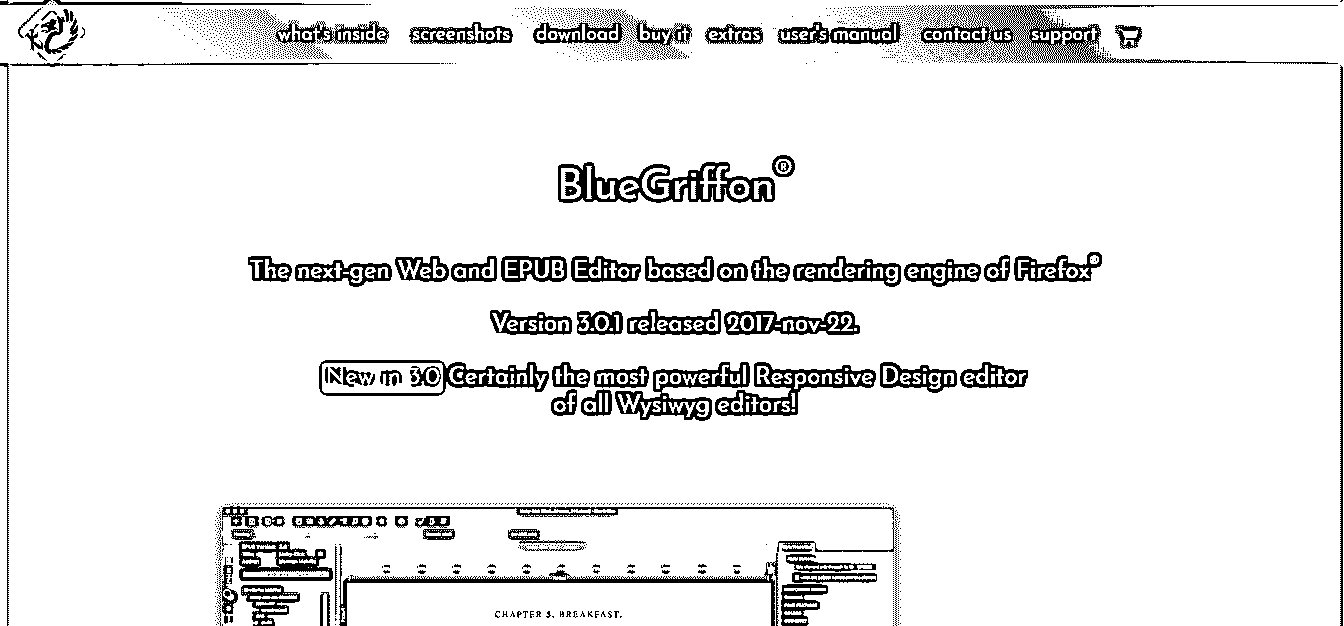 what's inside screenshots download buy it extras user's manual contact us support
BlueGriffon®
The next-gen Web and EPUB Editor based on the rendering engine of Firefox®
Version 3.0.1 released 2017-nov-22.
New in 3.0 Certainly the most powerful Responsive Design editor
of all Wysiwyg editors!
CHAPTER 3. BREAKFAST.